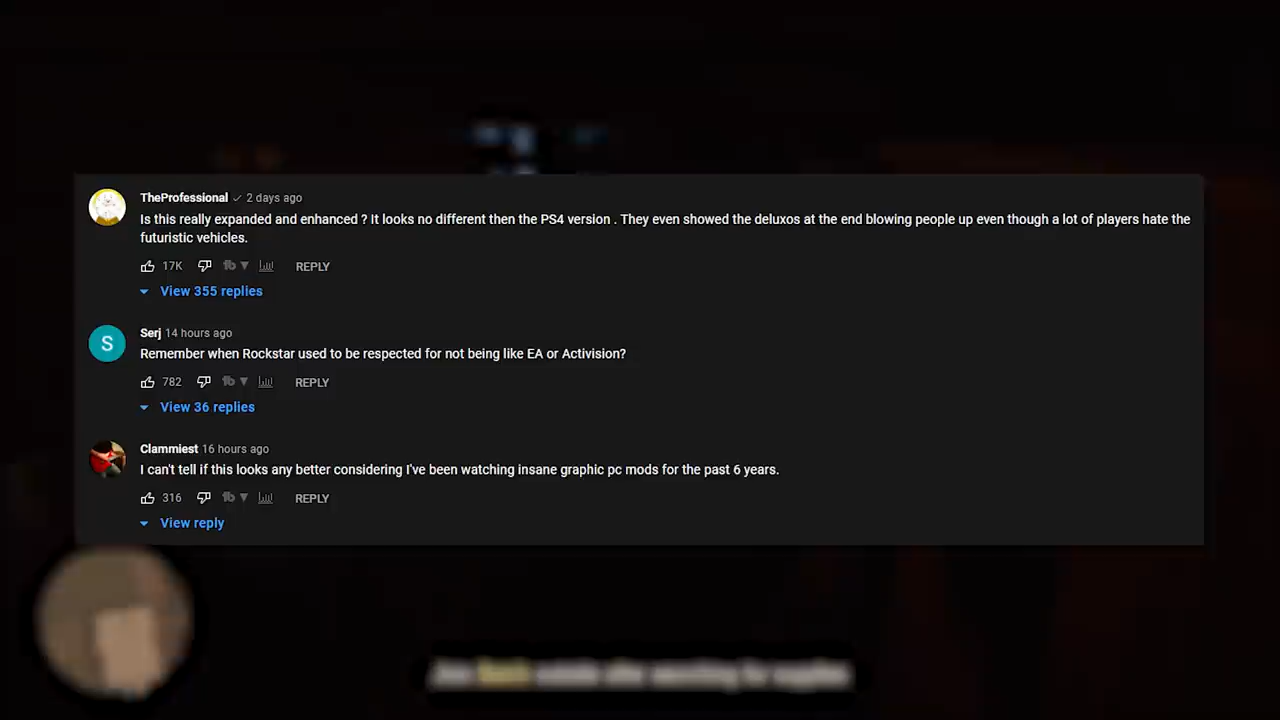 TheProfessional 2 days ago
Is this really expanded and enhanced ? It looks no different then the PS4 version . They even showed the deluxos at the end blowing people up even though a lot of players hate the
futuristic vehicles.
17K REPLY
View 355 replies
S
Serj 14 hours ago
Remember when Rockstar used to be respected for not being like EA or Activision?
782 REPLY
View 36 replies
Clammiest 16 hours ago
I can't tell if this looks any better considering I've been watching insane graphic pc mods for the past 6 years.
316 REPLY
View reply